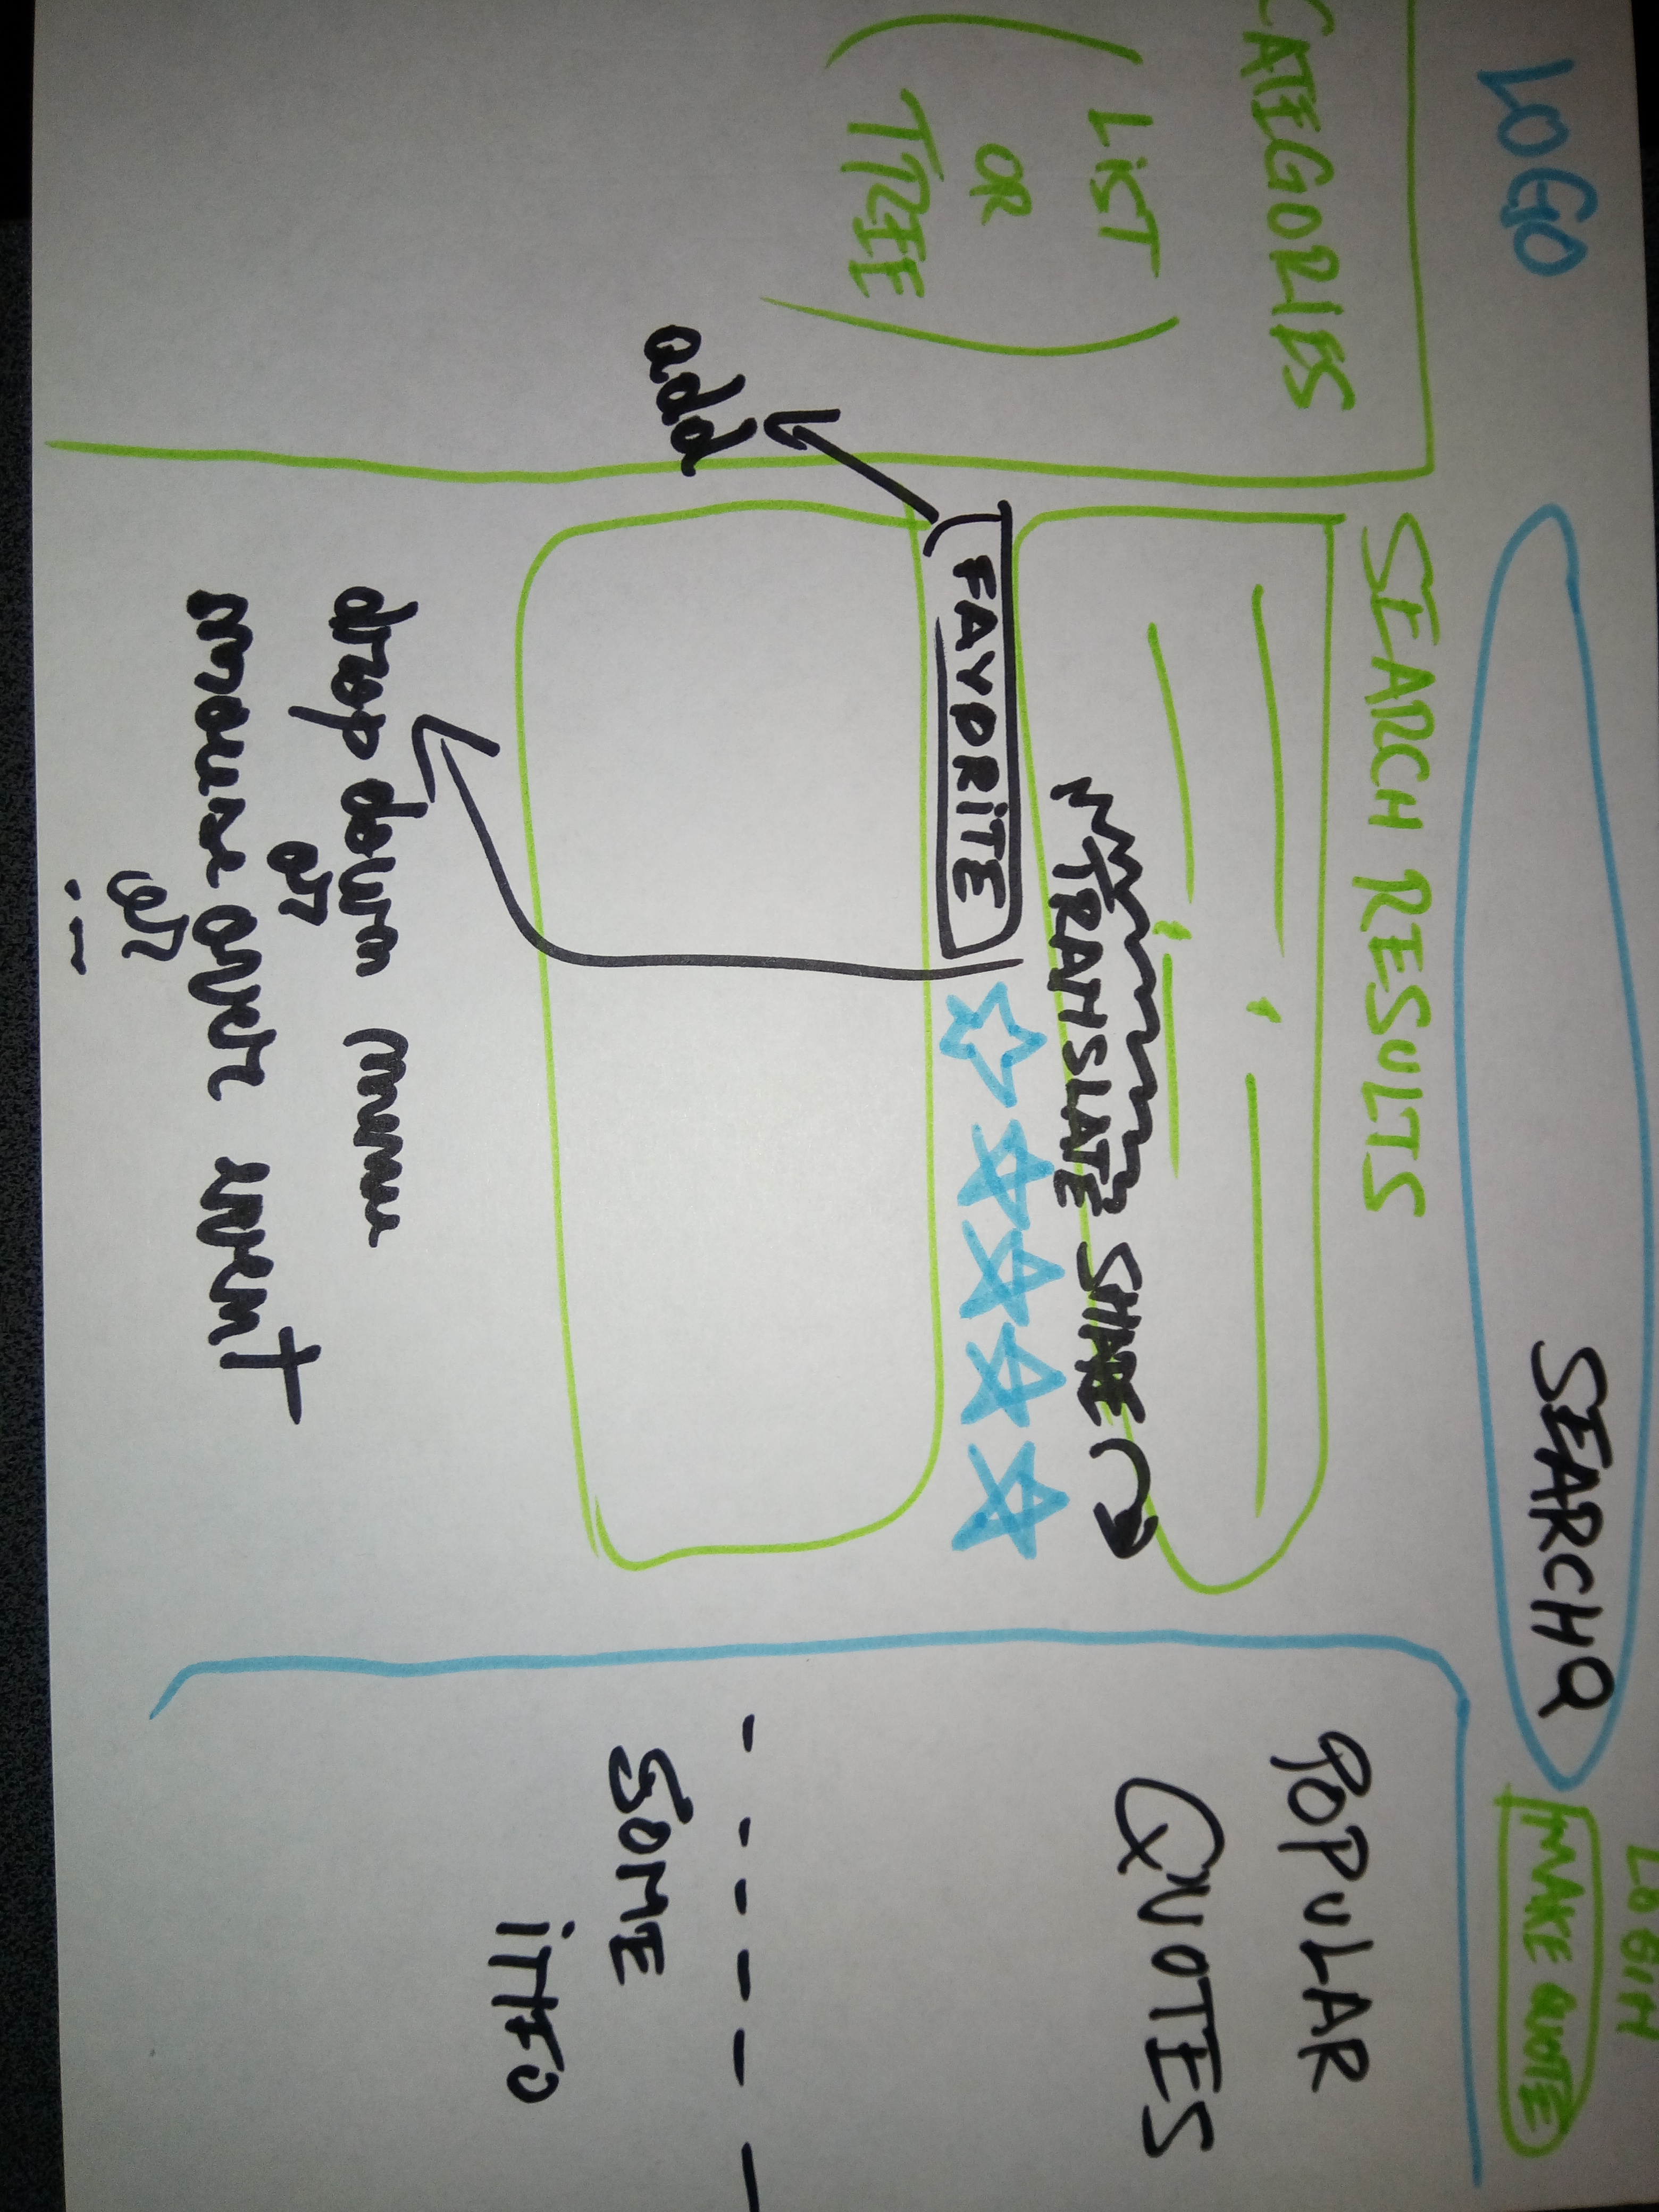 LOGO
SEARCH
LOGIN
MAKE QUOTE
CATEGORIES
(LIST
OR
TREE)
SEARCH RESULTS
TRANSLATE SHARE
FAVORITE
add
drop down menu
or
mouse over event
or
POPULAR
QUOTES
SOME
iNFO